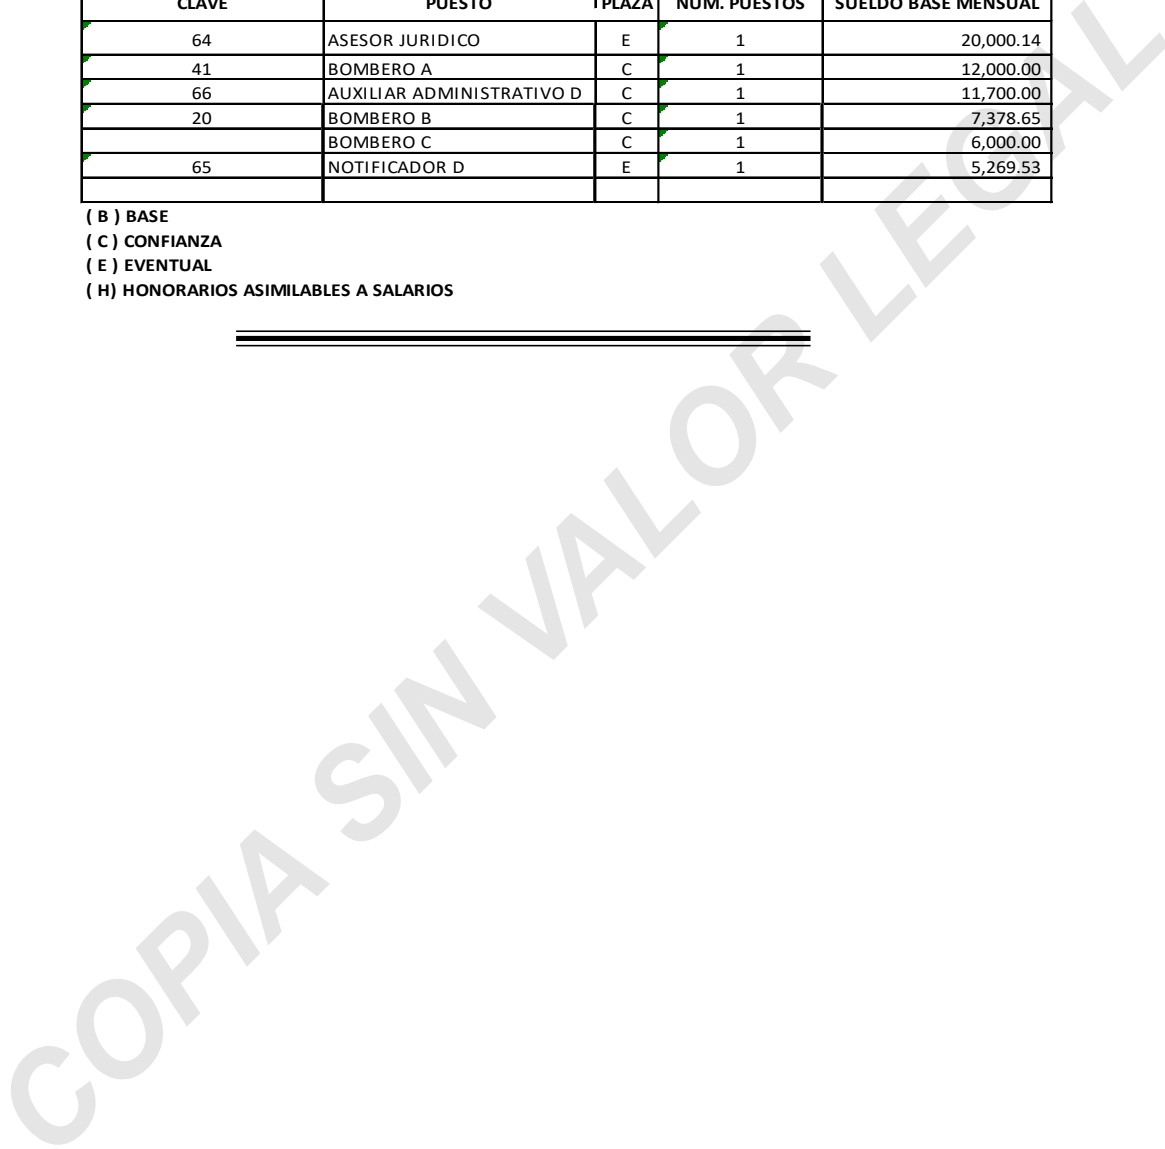 CLAVE PUESTO TPLAZA NUM. PUESTOS SUELDO BASE MENSUAL
64 ASESOR JURIDICO E 1 20,000.14
41 BOMBERO A C 1 12,000.00
66 AUXILIAR ADMINISTRATIVO D C 1 11,700.00
20 BOMBERO B C 1 7,378.65
BOMBERO C C 1 6,000.00
65 NOTIFICADOR D E 1 5,269.53
( B ) BASE
( C ) CONFIANZA
( E ) EVENTUAL
( H) HONORARIOS ASIMILABLES A SALARIOS
COPIA SIN VALOR LEGAL